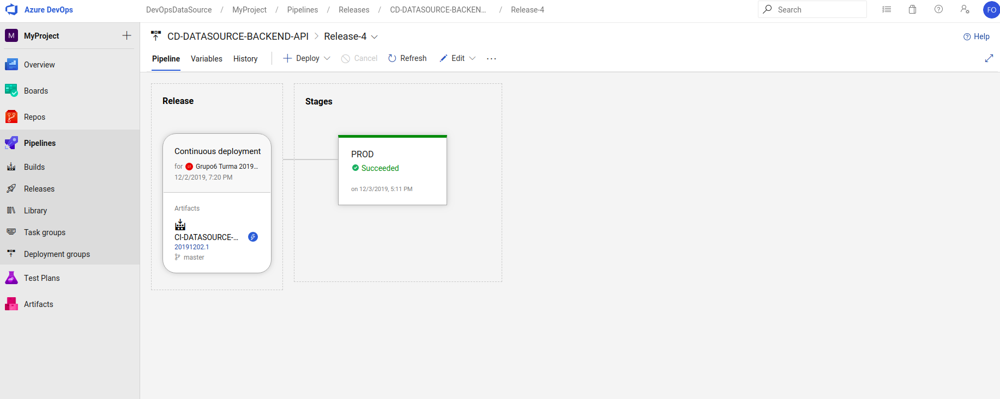 Azure DevOps
DevOpsDataSource / MyProject / Pipelines / Releases / CD-DATASOURCE-BACKEN... / Release-4
Search
FO
M MyProject
CD-DATASOURCE-BACKEND-API > Release-4
Help
Pipeline Variables History Deploy Cancel Refresh Edit ...
Overview
Boards
Repos
Pipelines
Builds
Releases
Library
Task groups
Deployment groups
Test Plans
Artifacts
Release
Continuous deployment
for GT Grupo6 Turma 2019...
12/2/2019, 7:20 PM
Artifacts
CI-DATASOURCE-...
20191202.1
master
Stages
PROD
Succeeded
on 12/3/2019, 5:11 PM